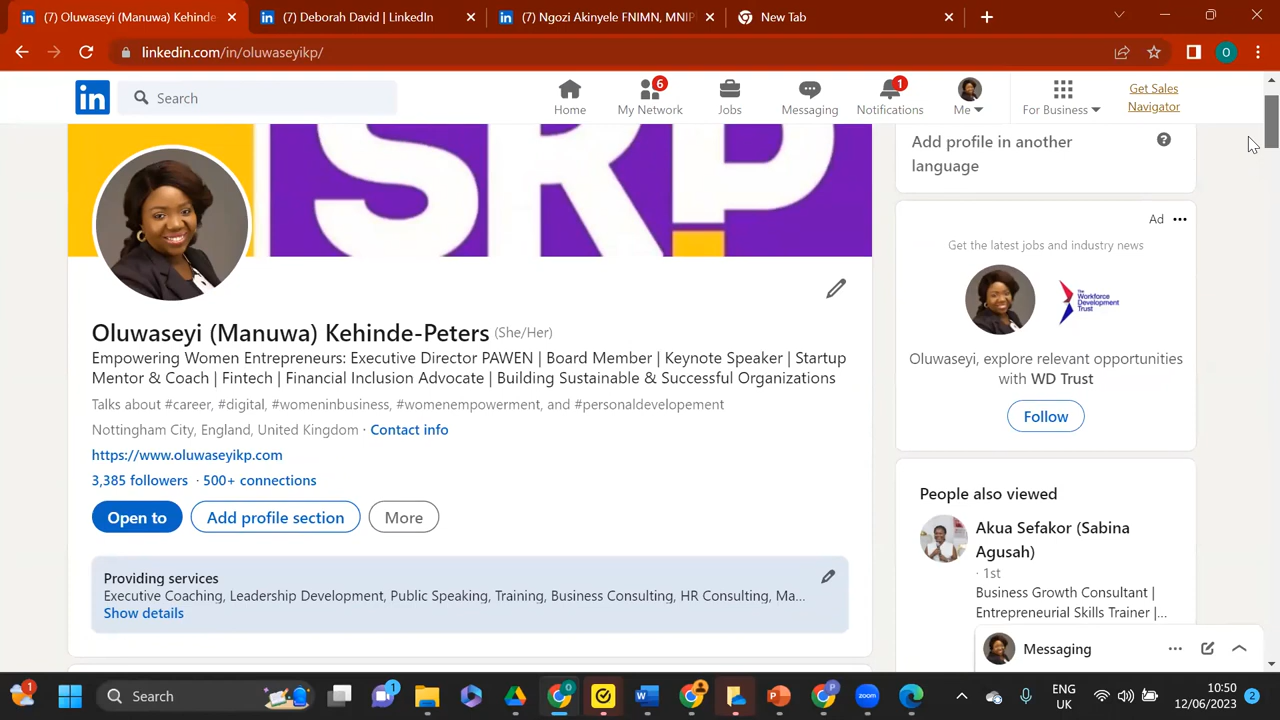 (7) Oluwaseyi (Manuwa) Kehinde
(7) Deborah David | LinkedIn
(7) Ngozi Akinyele FNIMN, MNIP
New Tab
linkedin.com/in/oluwaseyikp/
O
in
Search
6
1
Home
My Network
Jobs
Messaging
Notifications
Me
For Business
Get Sales
Navigator
SRP
Add profile in another
language
Ad
Get the latest jobs and industry news
The
Workforce
Development
Trust
Oluwaseyi, explore relevant opportunities
with WD Trust
Follow
Oluwaseyi (Manuwa) Kehinde-Peters (She/Her)
Empowering Women Entrepreneurs: Executive Director PAWEN | Board Member | Keynote Speaker | Startup
Mentor & Coach | Fintech | Financial Inclusion Advocate | Building Sustainable & Successful Organizations
Talks about #career, #digital, #womeninbusiness, #womenempowerment, and #personaldevelopement
Nottingham City, England, United Kingdom · Contact info
https://www.oluwaseyikp.com
3,385 followers · 500+ connections
Open to
Add profile section
More
Providing services
Executive Coaching, Leadership Development, Public Speaking, Training, Business Consulting, HR Consulting, Ma...
Show details
People also viewed
Akua Sefakor (Sabina
Agusah)
· 1st
Business Growth Consultant |
Entrepreneurial Skills Trainer |...
Messaging
1
Search
1
zoom
ENG
UK
10:50
12/06/2023
2